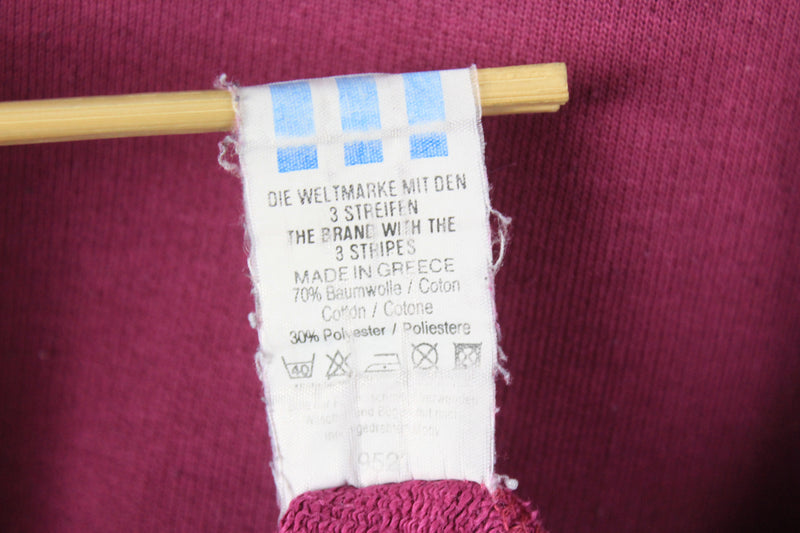 DIE WELTMARKE MIT DEN
3 STREIFEN
THE BRAND WITH THE
3 STRIPES
MADE IN GREECE
70% Baumwolle / Coton
Cotton / Cotone
30% Polyester / Poliestere
40
952